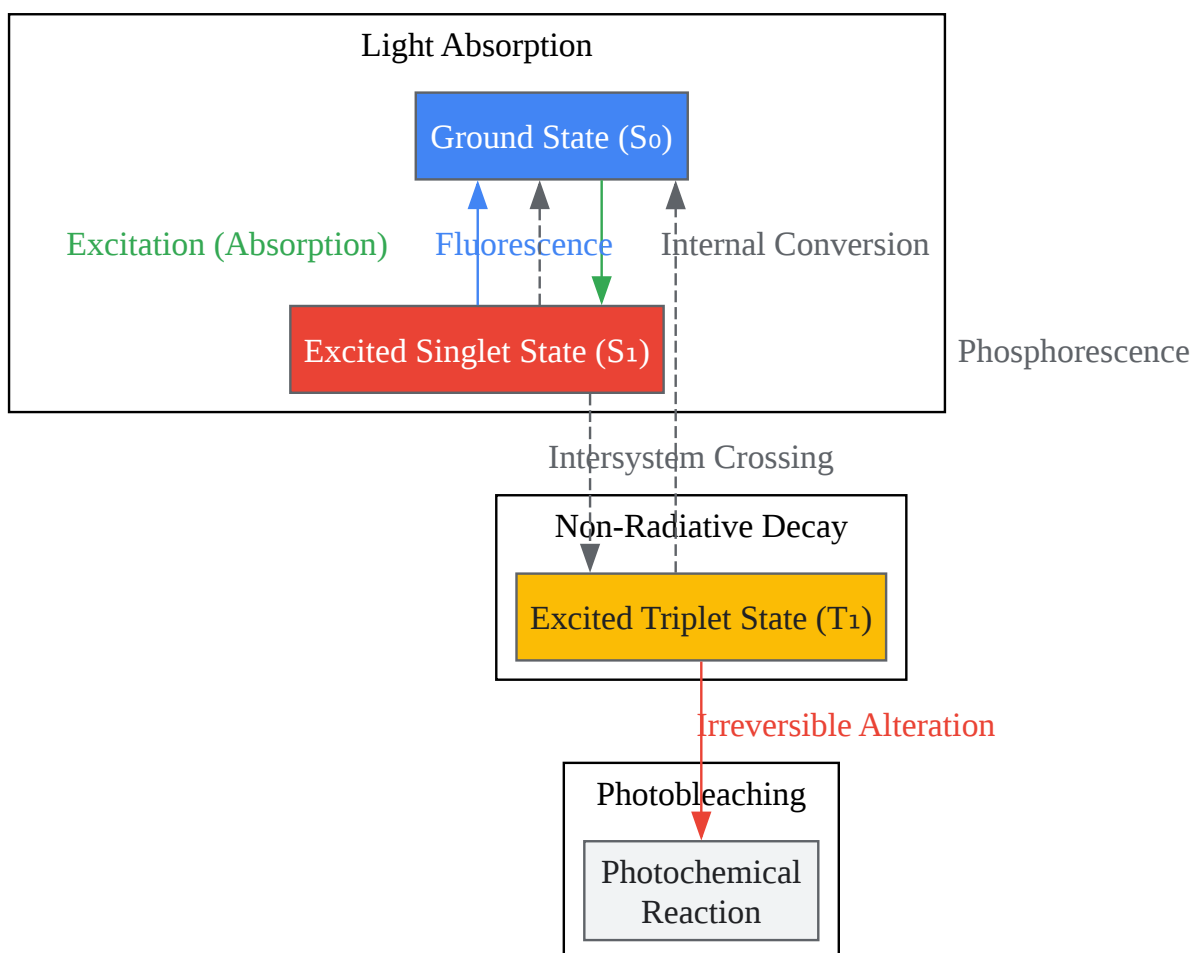 Light Absorption
Ground State (S₀)
Excitation (Absorption)
Fluorescence
Internal Conversion
Excited Singlet State (S₁)
Phosphorescence
Intersystem Crossing
Non-Radiative Decay
Excited Triplet State (T₁)
Irreversible Alteration
Photobleaching
Photochemical
Reaction